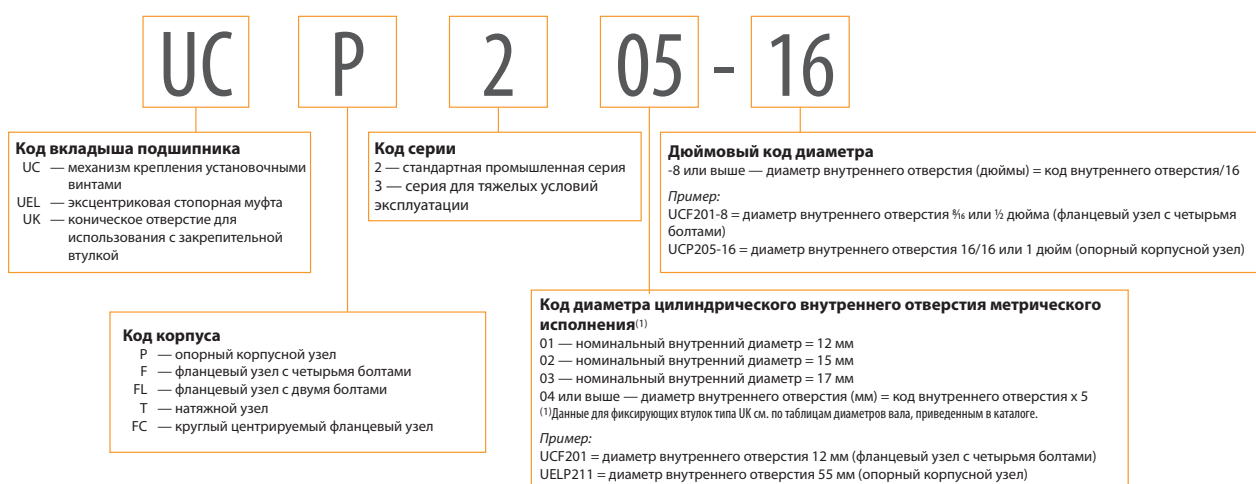 UC P 2 05 - 16
Код вкладыша подшипника
UC — механизм крепления установочными
винтами
UEL — эксцентриковая стопорная муфта
UK — коническое отверстие для
использования с закрепительной
втулкой
Код серии
2 — стандартная промышленная серия
3 — серия для тяжелых условий
эксплуатации
Дюймовый код диаметра
-8 или выше — диаметр внутреннего отверстия (дюймы) = код внутреннего отверстия/16
Пример:
UCF201-8 = диаметр внутреннего отверстия ⁸⁄₁₆ или ½ дюйма (фланцевый узел с четырьмя
болтами)
UCP205-16 = диаметр внутреннего отверстия 16/16 или 1 дюйм (опорный корпусной узел)
Код корпуса
P — опорный корпусной узел
F — фланцевый узел с четырьмя болтами
FL — фланцевый узел с двумя болтами
T — натяжной узел
FC — круглый центрируемый фланцевый узел
Код диаметра цилиндрического внутреннего отверстия метрического
исполнения(1)
01 — номинальный внутренний диаметр = 12 мм
02 — номинальный внутренний диаметр = 15 мм
03 — номинальный внутренний диаметр = 17 мм
04 или выше — диаметр внутреннего отверстия (мм) = код внутреннего отверстия x 5
(1)Данные для фиксирующих втулок типа UK см. по таблицам диаметров вала, приведенным в каталоге.
Пример:
UCF201 = диаметр внутреннего отверстия 12 мм (фланцевый узел с четырьмя болтами)
UELP211 = диаметр внутреннего отверстия 55 мм (опорный корпусной узел)